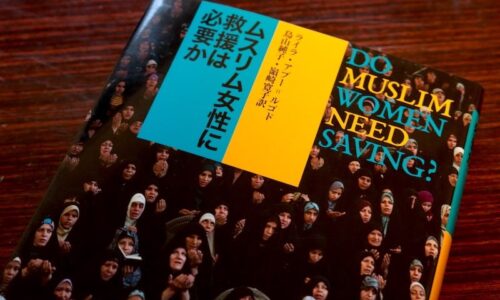 ムスリム女性に
救援は
必要か
ライラ・アブー＝ルゴド
鳥山純子・嶺崎寛子訳
DO
MUSLIM
WOMEN
NEED
SAVING?